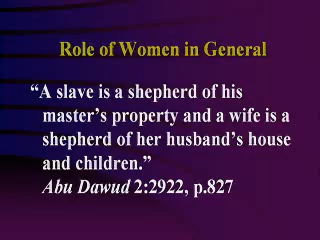 Role of Women in General
“A slave is a shepherd of his
master’s property and a wife is a
shepherd of her husband’s house
and children.”
Abu Dawud 2:2922, p.827